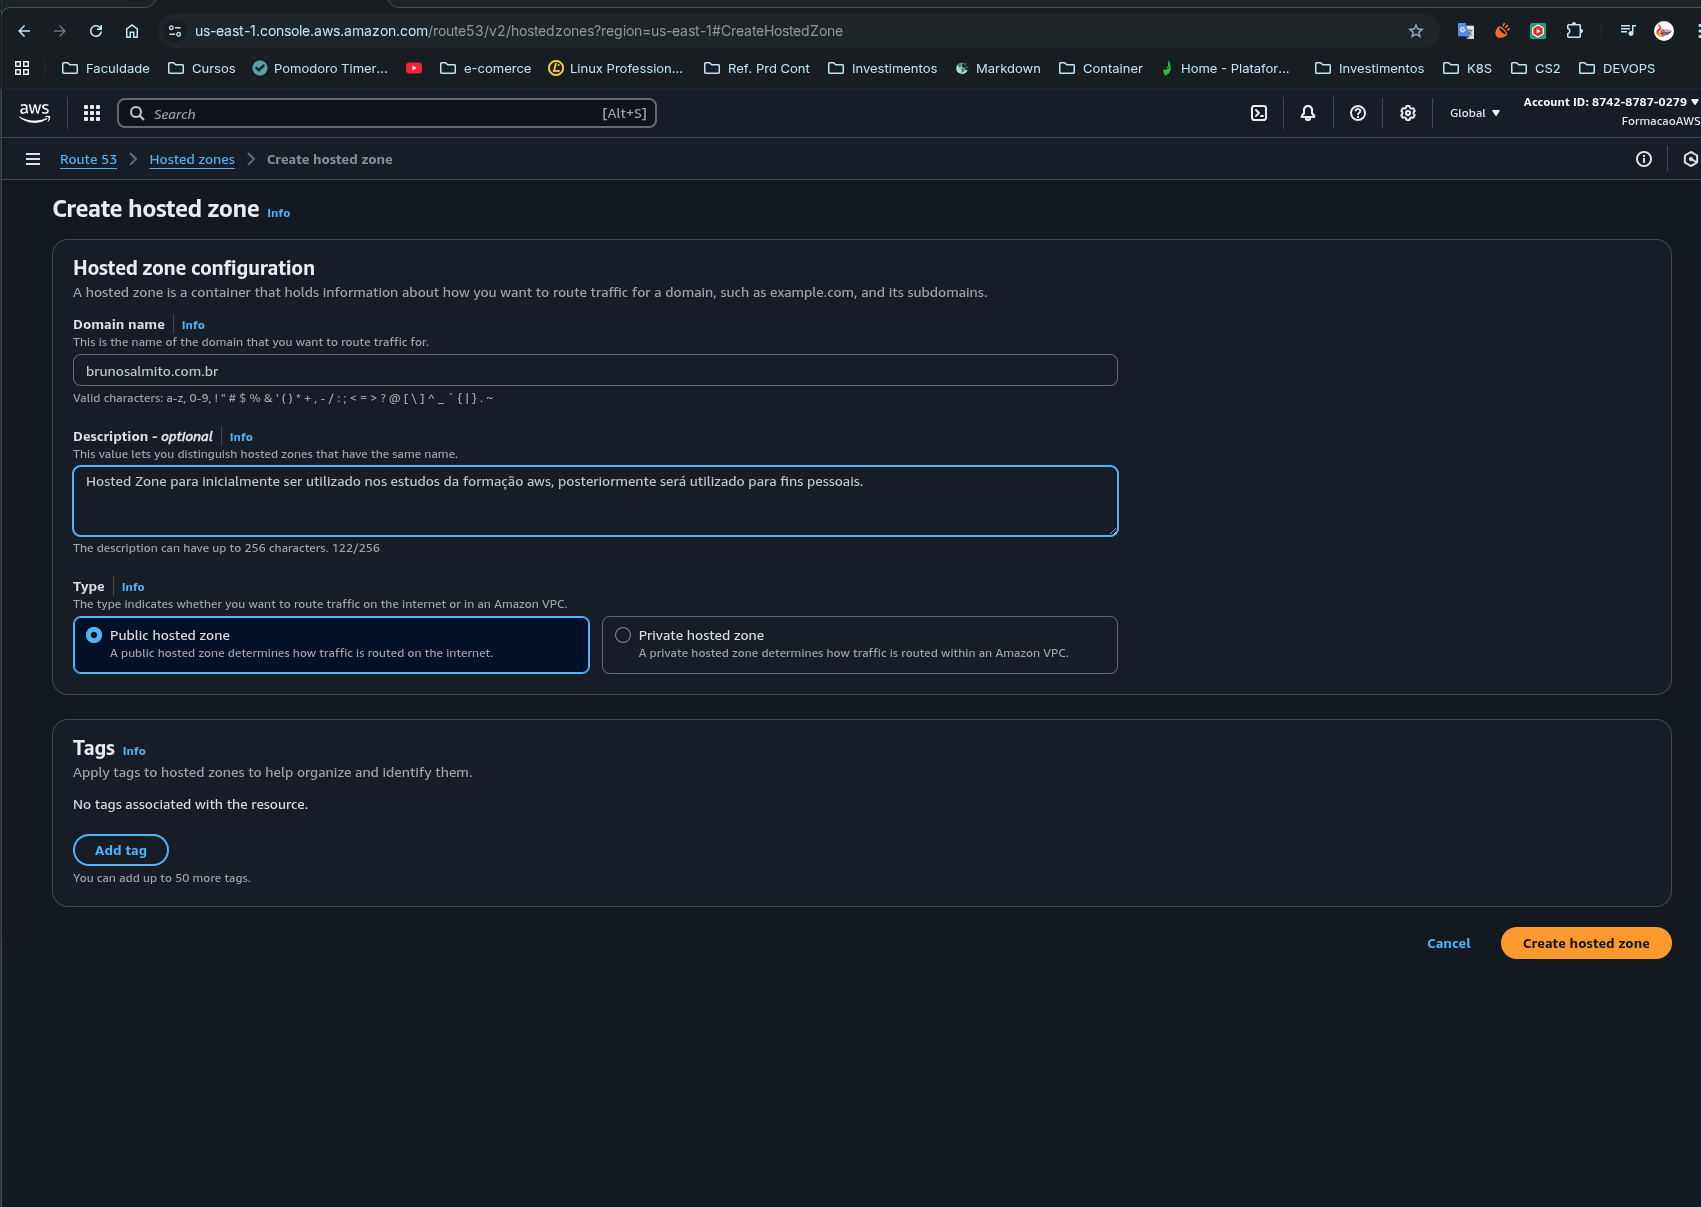 us-east-1.console.aws.amazon.com/route53/v2/hostedzones?region=us-east-1#CreateHostedZone
Faculdade Cursos Pomodoro Timer... e-comerce Linux Profession... Ref. Prd Cont Investimentos Markdown Container Home - Platafor... Investimentos K8S CS2 DEVOPS
aws Search [Alt+S] Global Account ID: 8742-8787-0279
FormacaoAWS
Route 53 Hosted zones Create hosted zone
Create hosted zone Info
Hosted zone configuration
A hosted zone is a container that holds information about how you want to route traffic for a domain, such as example.com, and its subdomains.
Domain name Info
This is the name of the domain that you want to route traffic for.
brunosalmito.com.br
Valid characters: a-z, 0-9, ! " # $ % & ' ( ) * + , - / : ; < = > ? @ [ \ ] ^ _ ` { | } . ~
Description - optional Info
This value lets you distinguish hosted zones that have the same name.
Hosted Zone para inicialmente ser utilizado nos estudos da formação aws, posteriormente será utilizado para fins pessoais.
The description can have up to 256 characters. 122/256
Type Info
The type indicates whether you want to route traffic on the internet or in an Amazon VPC.
Public hosted zone
A public hosted zone determines how traffic is routed on the internet.
Private hosted zone
A private hosted zone determines how traffic is routed within an Amazon VPC.
Tags Info
Apply tags to hosted zones to help organize and identify them.
No tags associated with the resource.
Add tag
You can add up to 50 more tags.
Cancel Create hosted zone